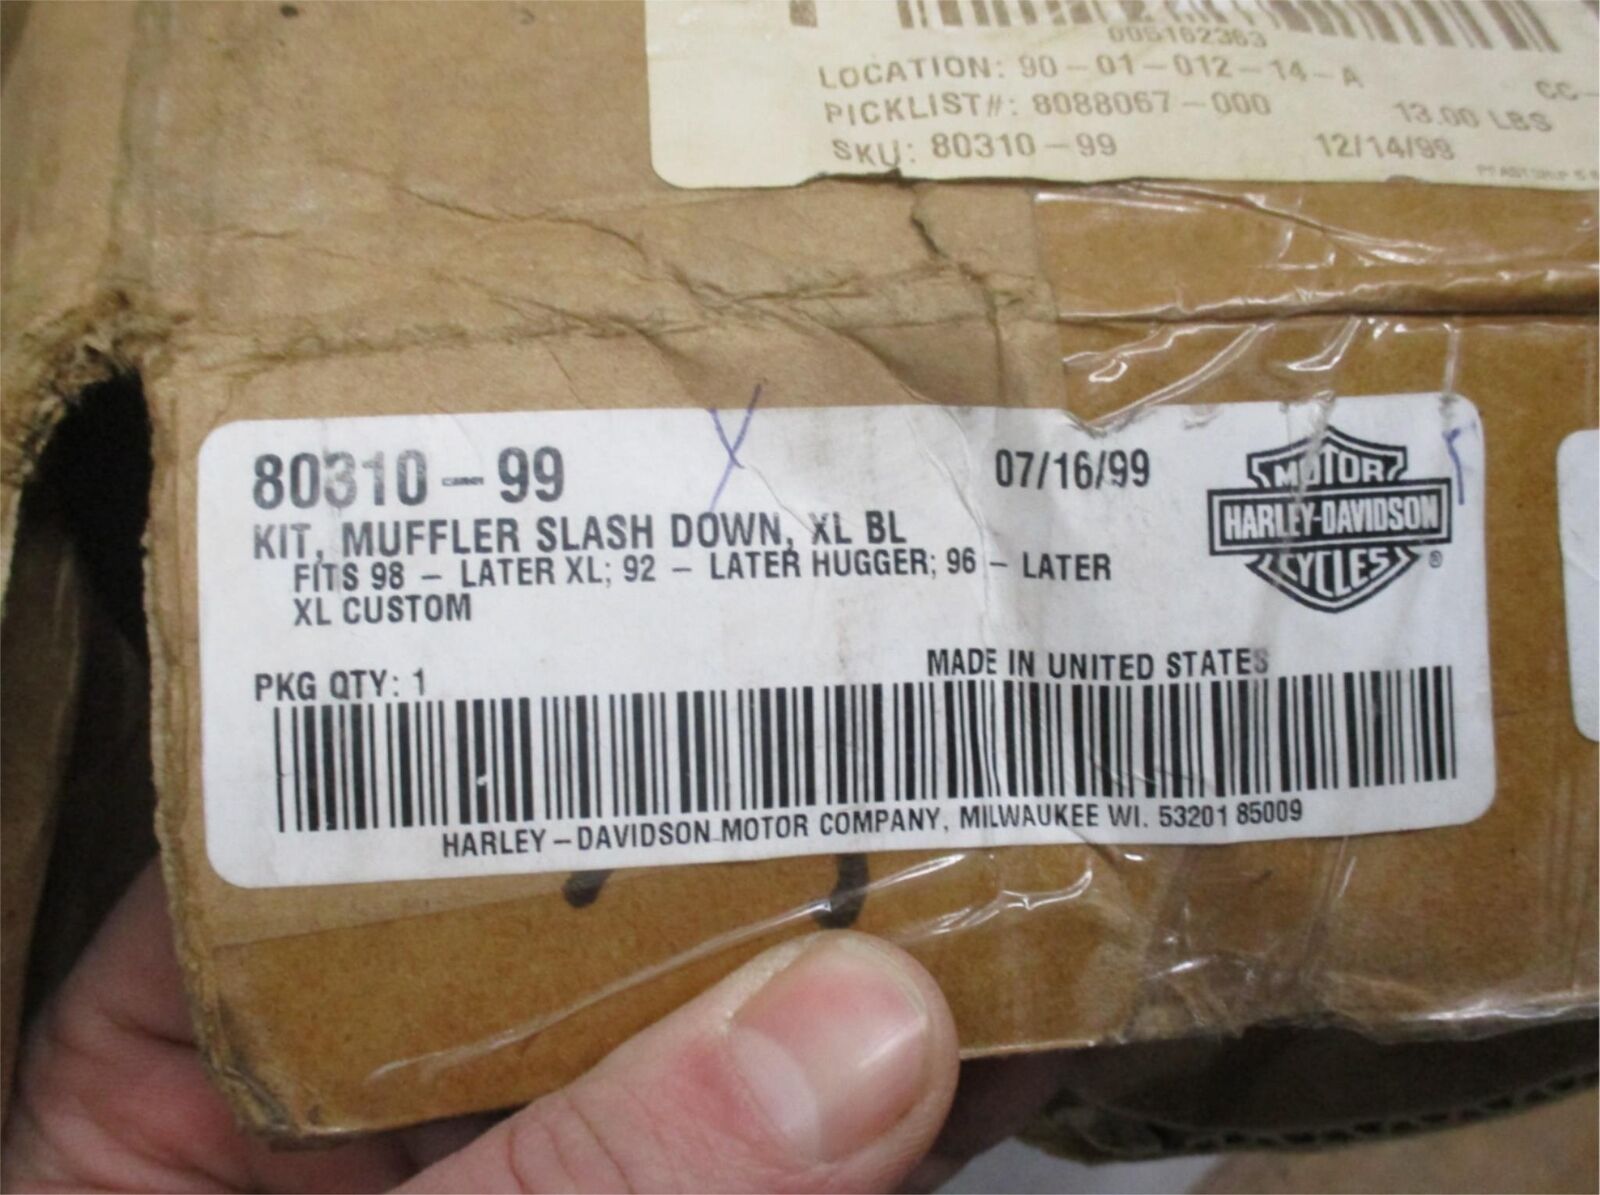 005162363
LOCATION: 90-01-012-14-A
CC-
PICKLIST#: 8088067-000
13.00 LBS
SKU: 80310-99
12/14/99
80310-99
07/16/99
KIT, MUFFLER SLASH DOWN, XL BL
FITS 98 - LATER XL; 92 - LATER HUGGER; 96 - LATER
XL CUSTOM
MOTOR
HARLEY-DAVIDSON
CYCLES
®
PKG QTY: 1
MADE IN UNITED STATES
HARLEY-DAVIDSON MOTOR COMPANY, MILWAUKEE WI. 53201 85009